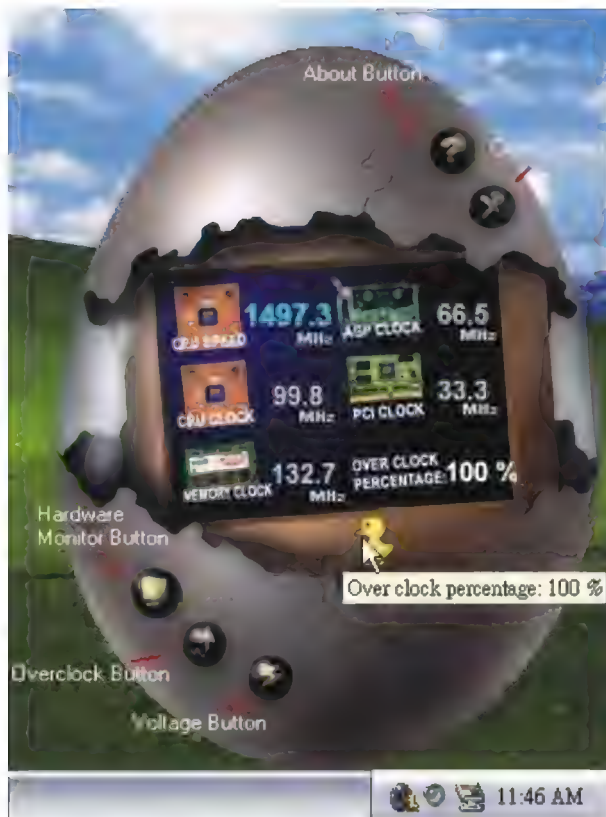 About Button
1497.3
MHz
CPU SPEED
66.5
MHz
AGP CLOCK
99.8
MHz
CPU CLOCK
33.3
MHz
PCI CLOCK
132.7
MHz
MEMORY CLOCK
OVER CLOCK
PERCENTAGE: 100 %
Over clock percentage: 100 %
Hardware
Monitor Button
Overclock Button
Voltage Button
11:46 AM